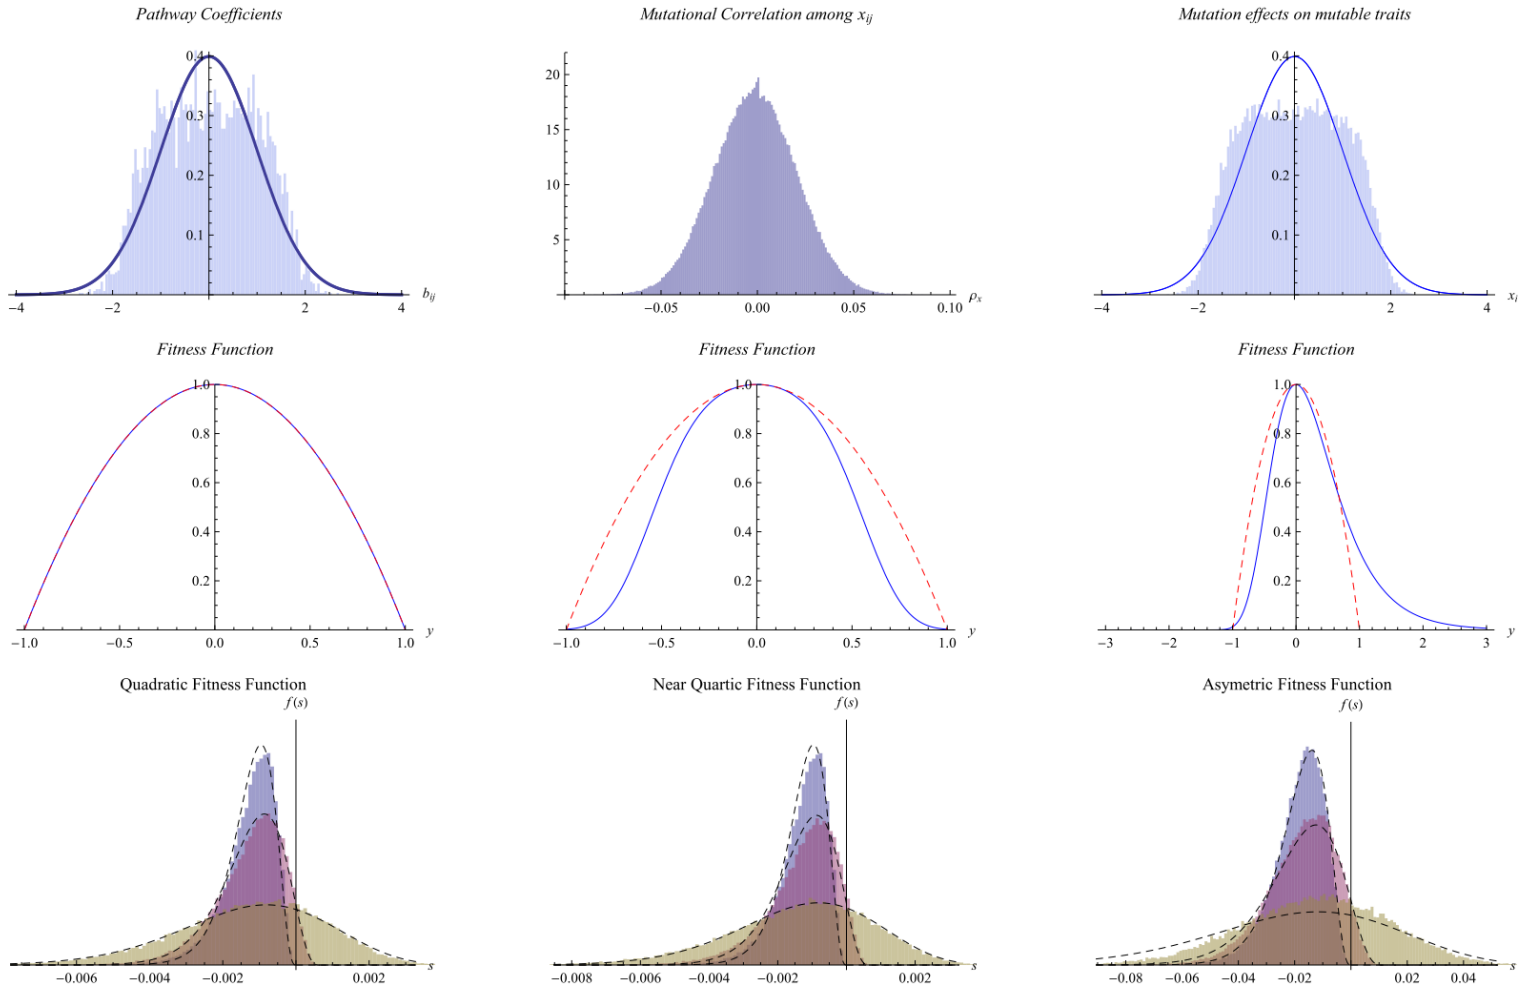 Pathway Coefficients
0.4
0.3
0.2
0.1
−4 −2 2 4 b_ij
Mutational Correlation among x_ij
20
15
10
5
−0.05 0.00 0.05 0.10 ρ_x
Mutation effects on mutable traits
0.4
0.3
0.2
0.1
−4 −2 2 4 x_i
Fitness Function
1.0
0.8
0.6
0.4
0.2
−1.0 −0.5 0.0 0.5 1.0 y
Fitness Function
1.0
0.8
0.6
0.4
0.2
−1.0 −0.5 0.0 0.5 1.0 y
Fitness Function
1.0
0.8
0.6
0.4
0.2
−3 −2 −1 0 1 2 3 y
Quadratic Fitness Function
f(s)
−0.006 −0.004 −0.002 0.002 s
Near Quartic Fitness Function
f(s)
−0.008 −0.006 −0.004 −0.002 0.002 s
Asymetric Fitness Function
f(s)
−0.08 −0.06 −0.04 −0.02 0.02 0.04 s